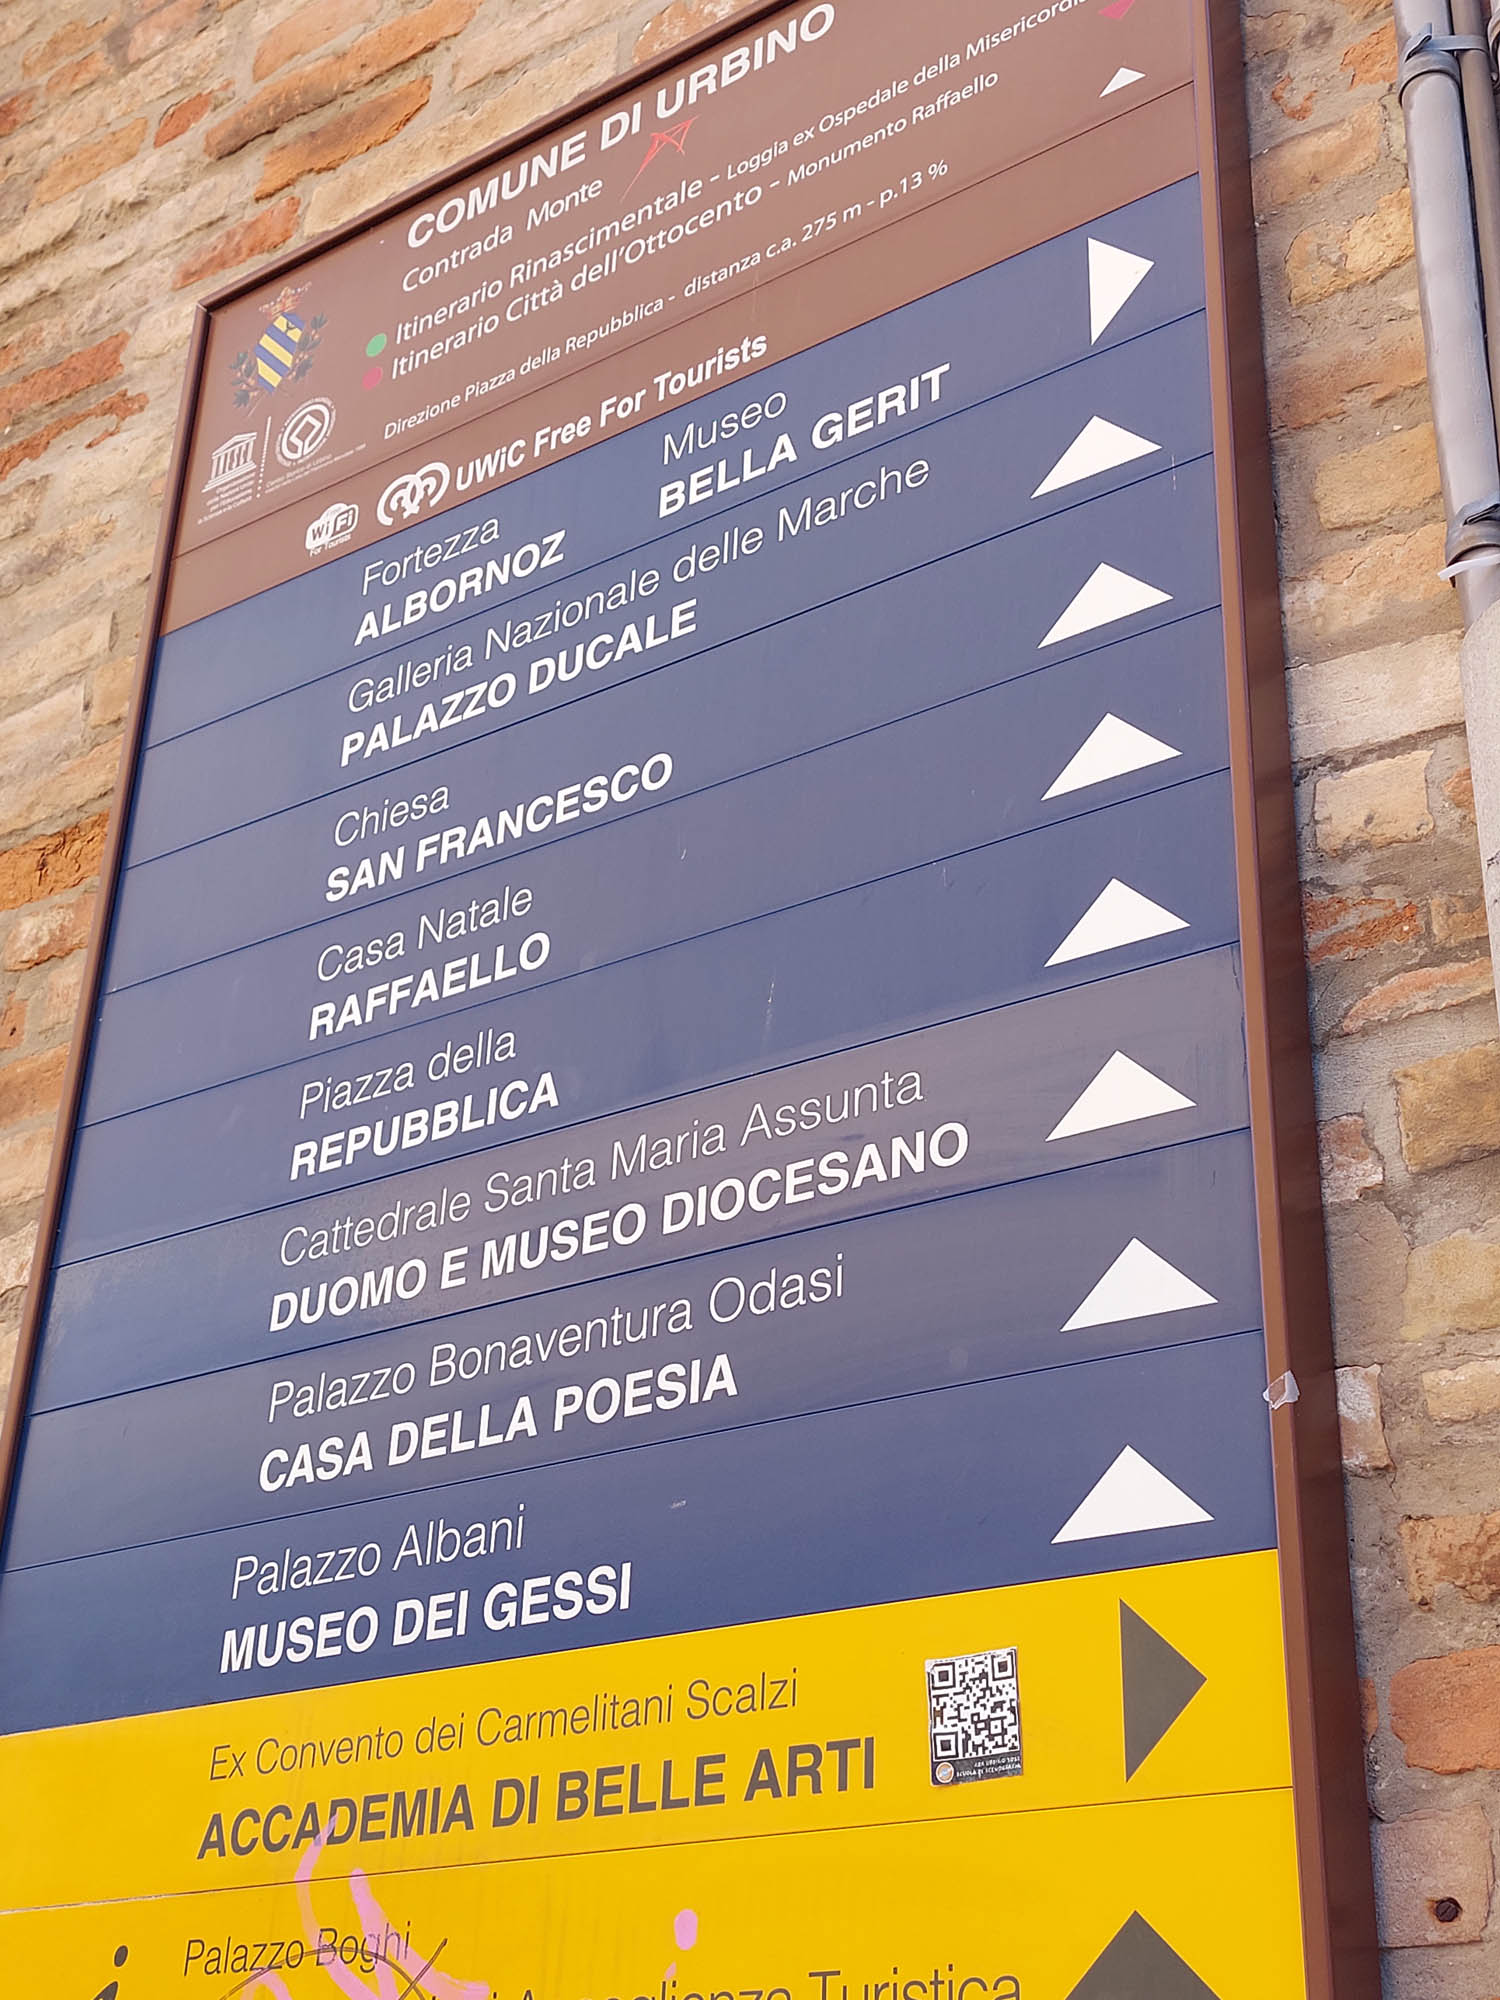 COMUNE DI URBINO
Contrada Monte
Itinerario Rinascimentale - Loggia ex Ospedale della Misericordia
Itinerario Città dell'Ottocento - Monumento Raffaello
Direzione Piazza della Repubblica - distanza c.a. 275 m - p.13 %
WiFi
For Tourists
UWiC Free For Tourists
Fortezza
ALBORNOZ
Museo
BELLA GERIT
Galleria Nazionale delle Marche
PALAZZO DUCALE
Chiesa
SAN FRANCESCO
Casa Natale
RAFFAELLO
Piazza della
REPUBBLICA
Cattedrale Santa Maria Assunta
DUOMO E MUSEO DIOCESANO
Palazzo Bonaventura Odasi
CASA DELLA POESIA
Palazzo Albani
MUSEO DEI GESSI
Ex Convento dei Carmelitani Scalzi
ACCADEMIA DI BELLE ARTI
Palazzo Boghi
i
Accoglienza Turistica